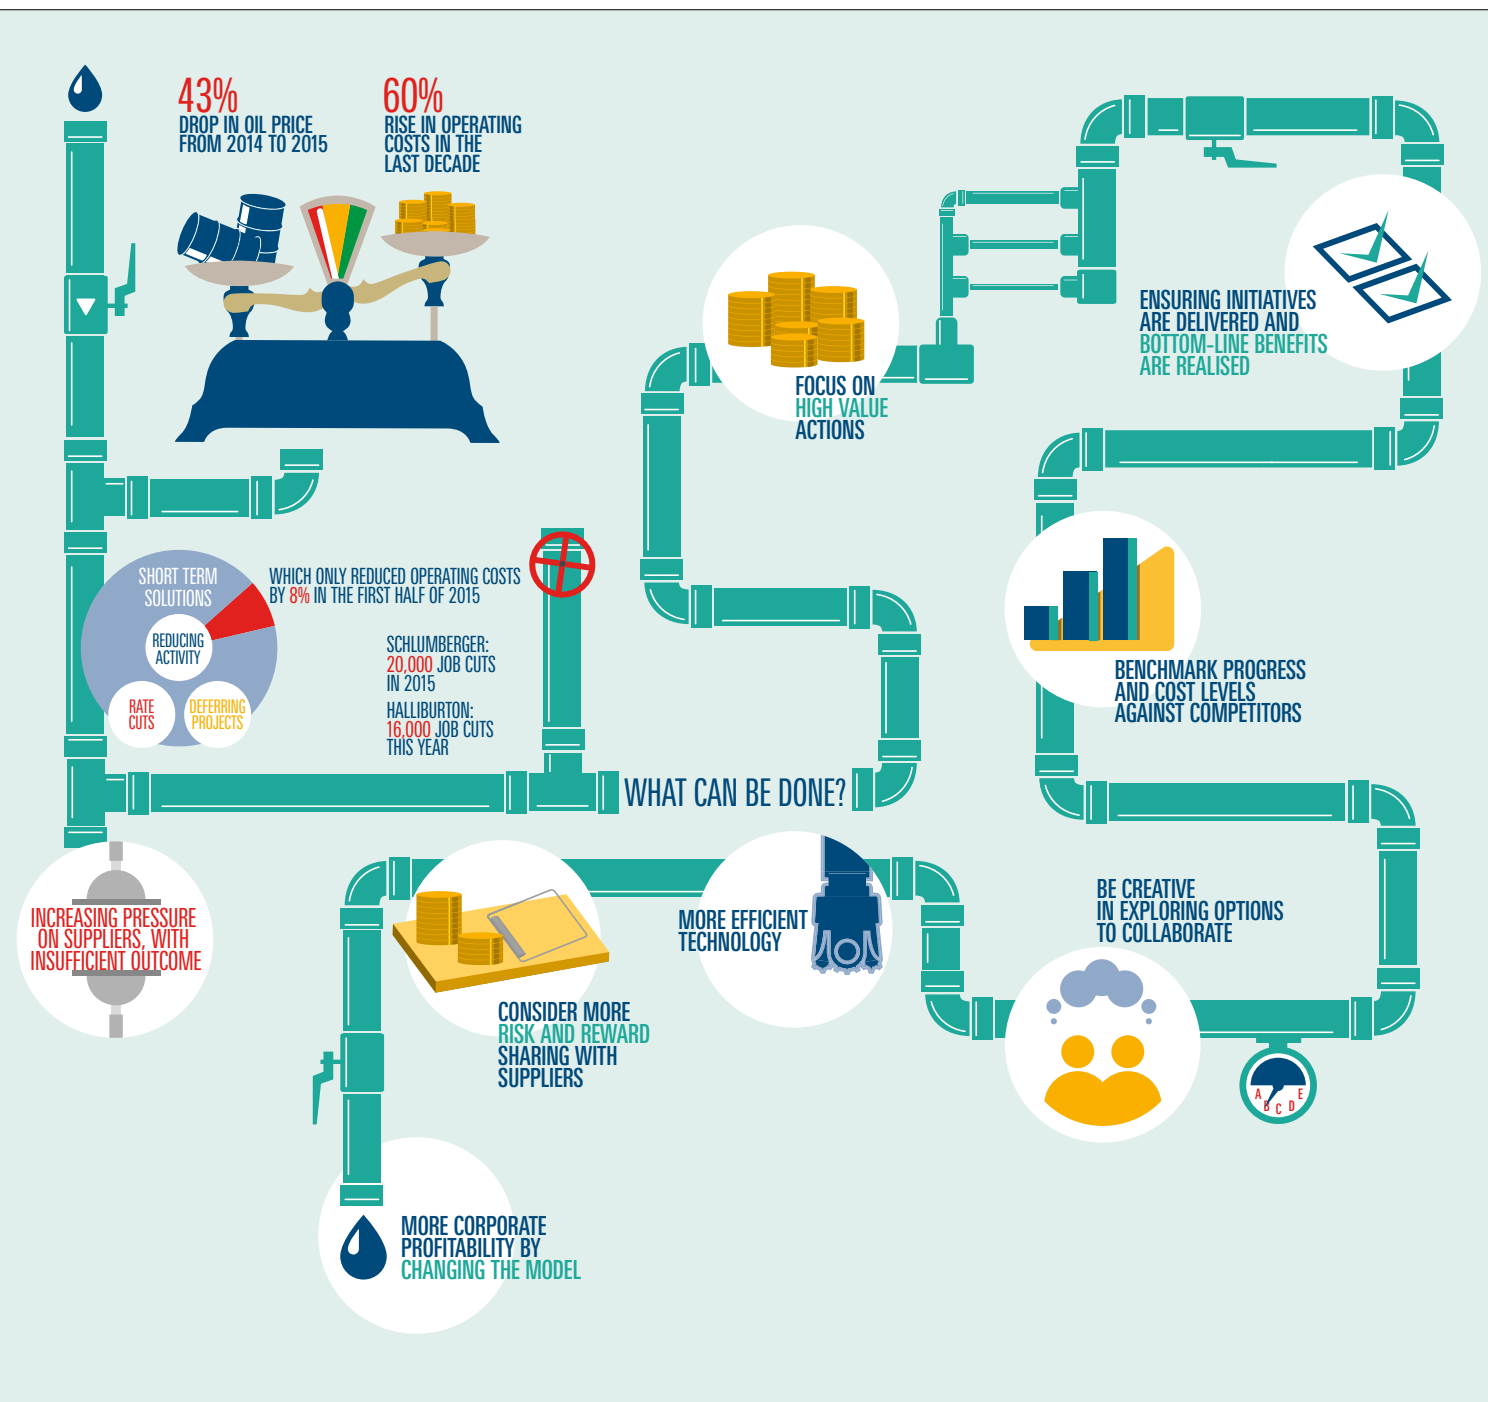 43%
DROP IN OIL PRICE
FROM 2014 TO 2015
60%
RISE IN OPERATING
COSTS IN THE
LAST DECADE
SHORT TERM
SOLUTIONS
REDUCING
ACTIVITY
RATE
CUTS
DEFERRING
PROJECTS
WHICH ONLY REDUCED OPERATING COSTS
BY 8% IN THE FIRST HALF OF 2015
SCHLUMBERGER:
20,000 JOB CUTS
IN 2015
HALLIBURTON:
16,000 JOB CUTS
THIS YEAR
INCREASING PRESSURE
ON SUPPLIERS, WITH
INSUFFICIENT OUTCOME
WHAT CAN BE DONE?
FOCUS ON
HIGH VALUE
ACTIONS
ENSURING INITIATIVES
ARE DELIVERED AND
BOTTOM-LINE BENEFITS
ARE REALISED
BENCHMARK PROGRESS
AND COST LEVELS
AGAINST COMPETITORS
BE CREATIVE
IN EXPLORING OPTIONS
TO COLLABORATE
A B C D E
MORE EFFICIENT
TECHNOLOGY
CONSIDER MORE
RISK AND REWARD
SHARING WITH
SUPPLIERS
MORE CORPORATE
PROFITABILITY BY
CHANGING THE MODEL